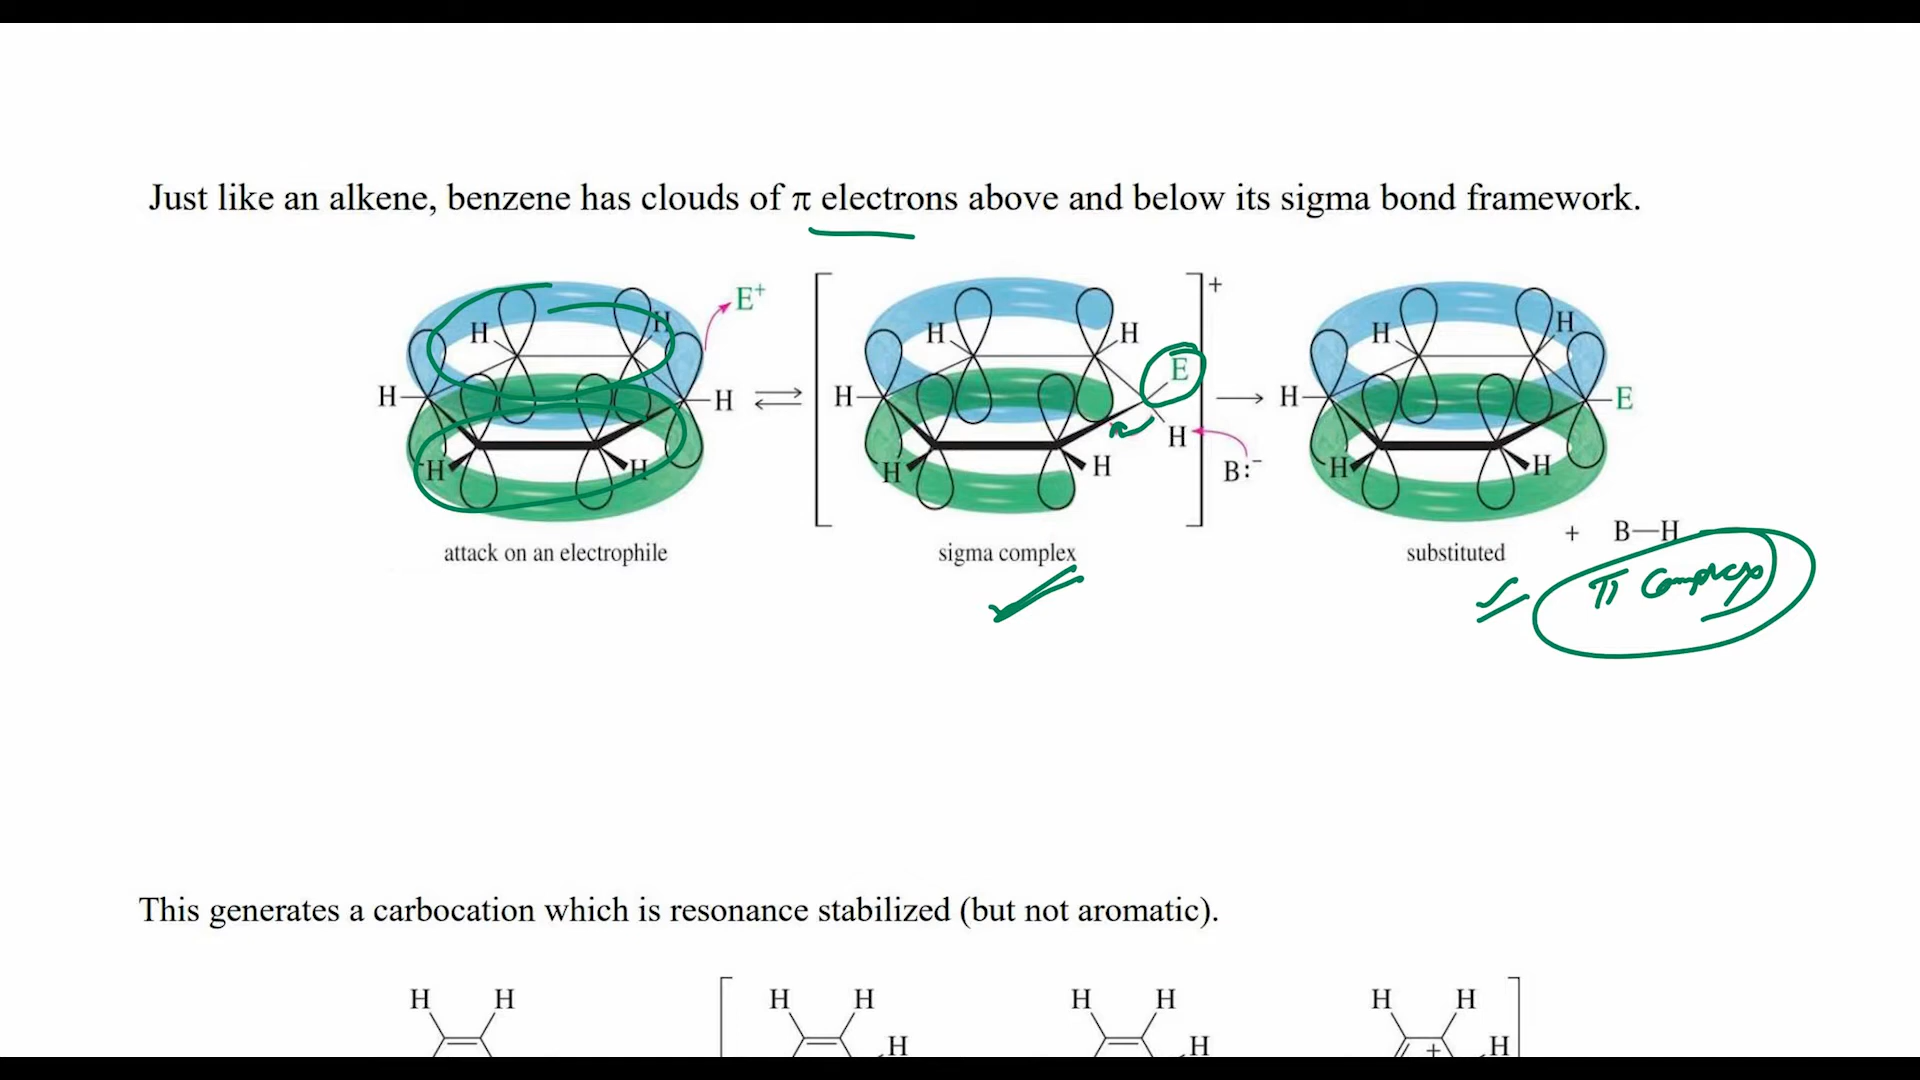 Just like an alkene, benzene has clouds of π electrons above and below its sigma bond framework.
H H H H H H E⁺
H H H H H E H + B:⁻
H H H H H E
attack on an electrophile
sigma complex
substituted
+ B—H
π Complex
This generates a carbocation which is resonance stabilized (but not aromatic).
H H H H H H H H H
H + H